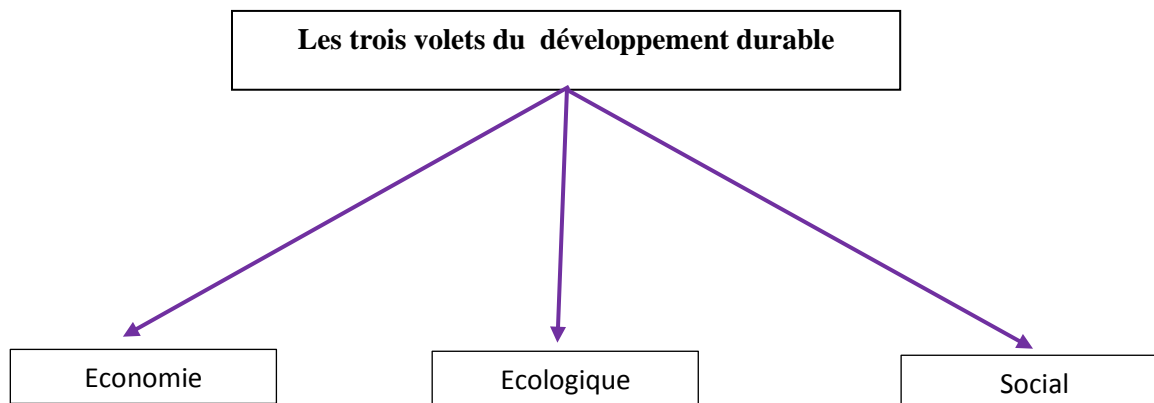 Les trois volets du développement durable
Economie
Ecologique
Social